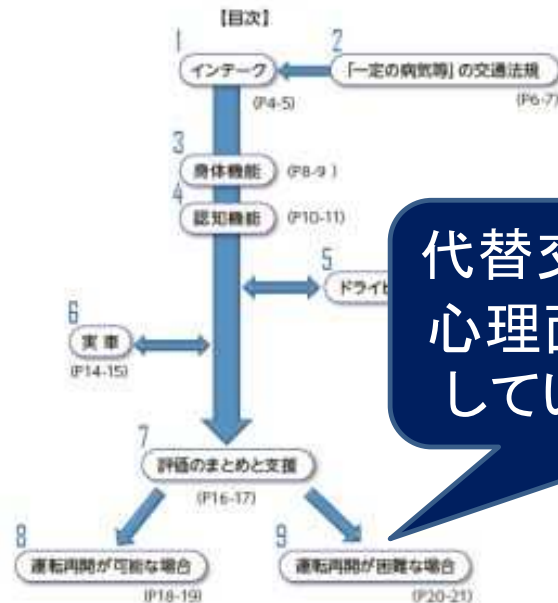 【目次】
1
インテーク
(P4-5)
2
「一定の病気等」の交通法規
(P6-7)
3
身体機能
(P8-9 )
4
認知機能
(P10-11)
5
ドライ
6
実 車
(P14-15)
代替交
心理面
してい
7
評価のまとめと支援
(P16-17)
8
運転再開が可能な場合
(P18-19)
9
運転再開が困難な場合
(P20-21)